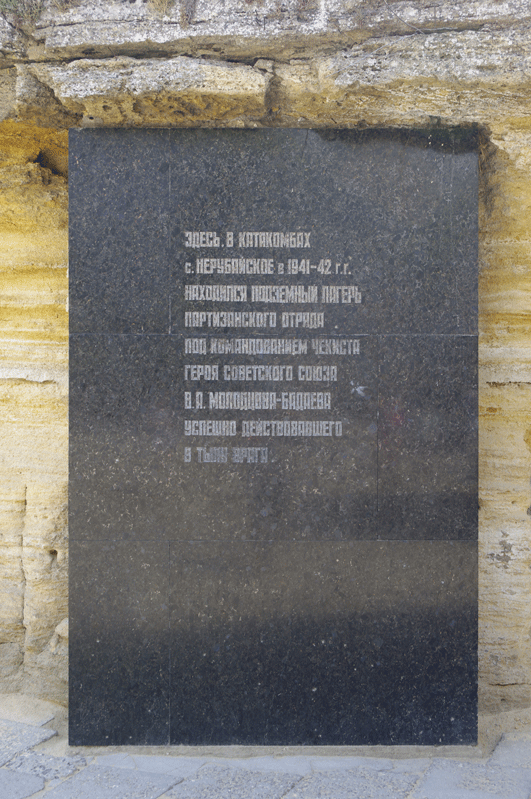 ЗДЕСЬ, В КАТАКОМБАХ
с. НЕРУБАЙСКОЕ в 1941-42 г.г.
НАХОДИЛСЯ ПОДЗЕМНЫЙ ЛАГЕРЬ
ПАРТИЗАНСКОГО ОТРЯДА
ПОД КОМАНДОВАНИЕМ ЧЕКИСТА
ГЕРОЯ СОВЕТСКОГО СОЮЗА
В.А. МОЛОДЦОВА-БАДАЕВА
УСПЕШНО ДЕЙСТВОВАВШЕГО
В ТЫЛУ ВРАГА.